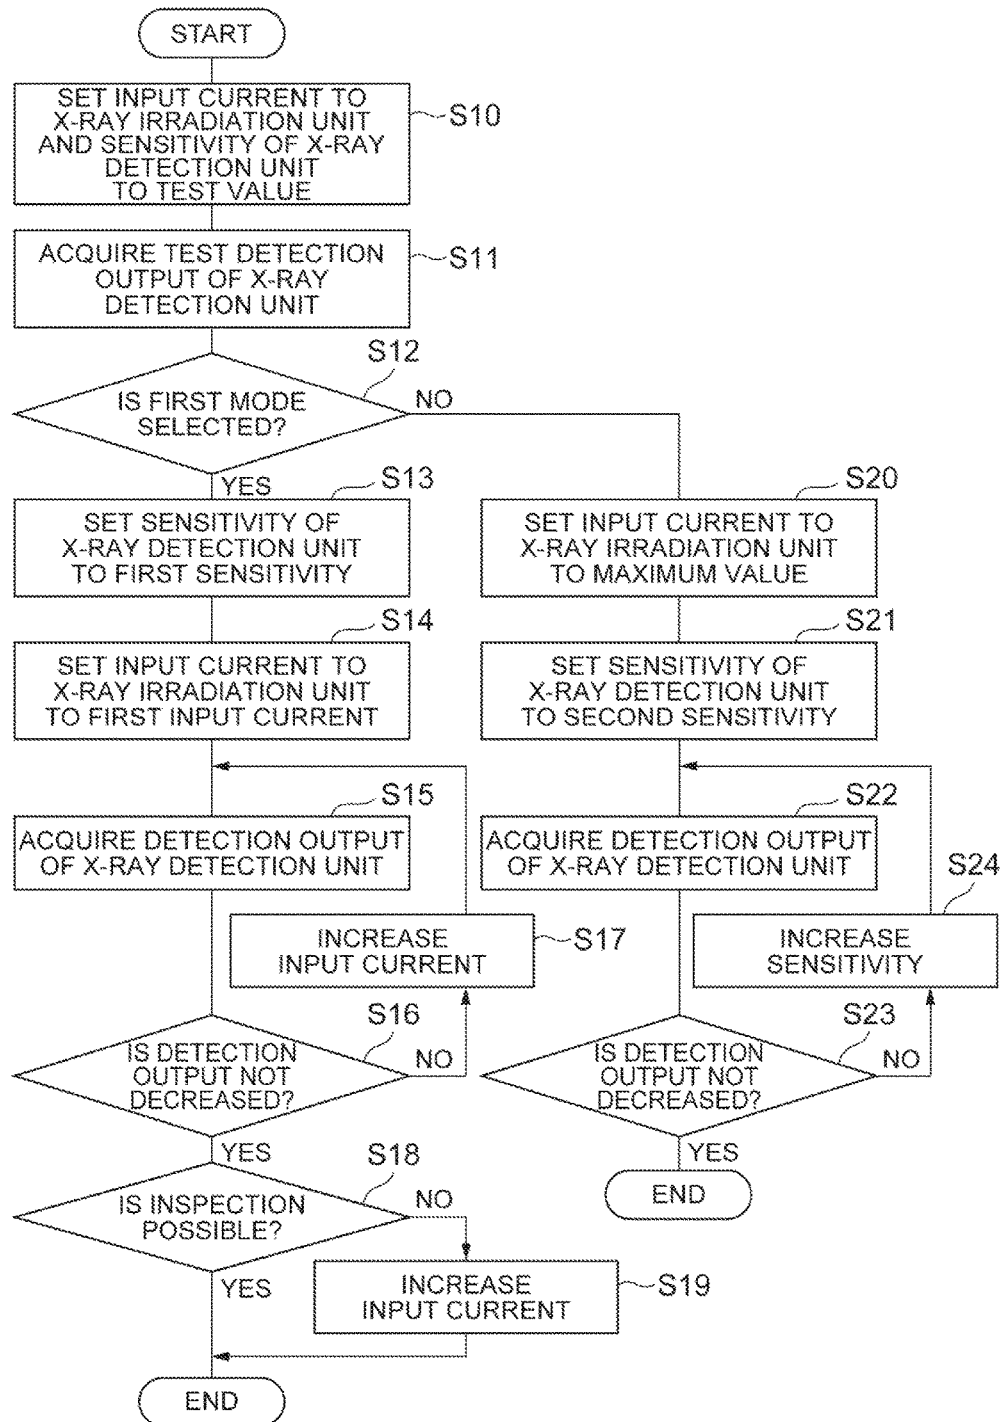 START
SET INPUT CURRENT TO
X-RAY IRRADIATION UNIT
AND SENSITIVITY OF X-RAY
DETECTION UNIT
TO TEST VALUE
S10
ACQUIRE TEST DETECTION
OUTPUT OF X-RAY
DETECTION UNIT
S11
S12
IS FIRST MODE
SELECTED?
NO
YES
S13
SET SENSITIVITY OF
X-RAY DETECTION UNIT
TO FIRST SENSITIVITY
S14
SET INPUT CURRENT TO
X-RAY IRRADIATION UNIT
TO FIRST INPUT CURRENT
S15
ACQUIRE DETECTION OUTPUT
OF X-RAY DETECTION UNIT
INCREASE
INPUT CURRENT
S17
S16
IS DETECTION
OUTPUT NOT
DECREASED?
NO
YES
S18
IS INSPECTION
POSSIBLE?
NO
YES
INCREASE
INPUT CURRENT
S19
END
S20
SET INPUT CURRENT TO
X-RAY IRRADIATION UNIT
TO MAXIMUM VALUE
S21
SET SENSITIVITY OF
X-RAY DETECTION UNIT
TO SECOND SENSITIVITY
S22
ACQUIRE DETECTION OUTPUT
OF X-RAY DETECTION UNIT
S24
INCREASE
SENSITIVITY
S23
IS DETECTION
OUTPUT NOT
DECREASED?
NO
YES
END